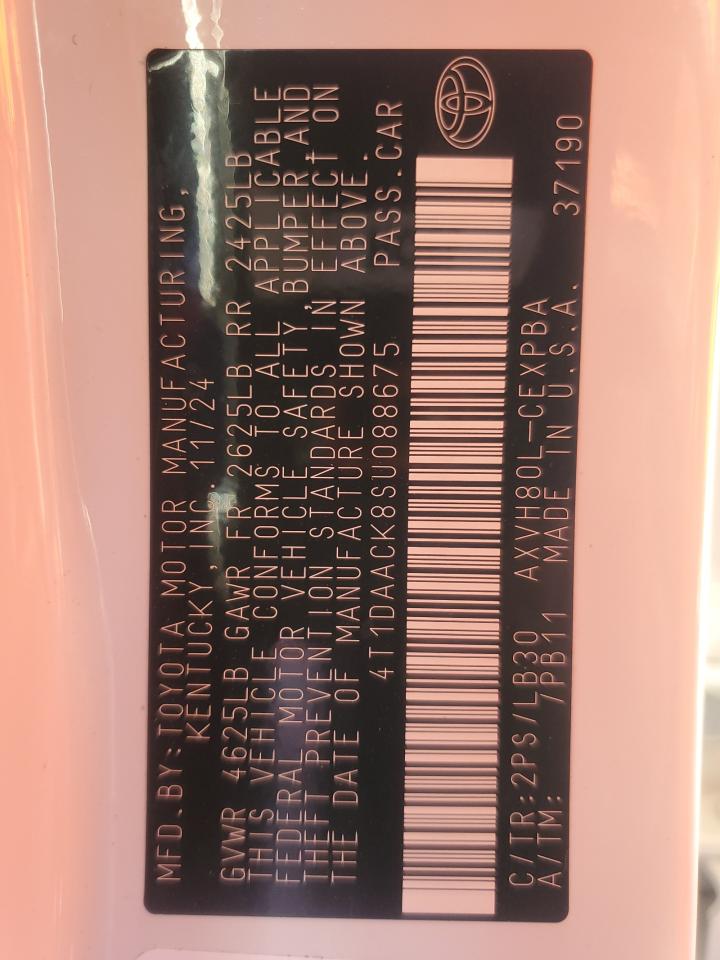 MFD.BY:TOYOTA MOTOR MANUFACTURING,
KENTUCKY,INC. 11/24
GVWR 4625LB GAWR FR 2625LB RR 2425LB
THIS VEHICLE CONFORMS TO ALL APPLICABLE
FEDERAL MOTOR VEHICLE SAFETY,BUMPER,AND
THEFT PREVENTION STANDARDS IN EFFECT ON
THE DATE OF MANUFACTURE SHOWN ABOVE.
4T1DAACK8SU088675 PASS.CAR
C/TR:2PS/LB30 AXVH80L-CEXPBA
A/TM: /PB11 MADE IN U.S.A. 37190